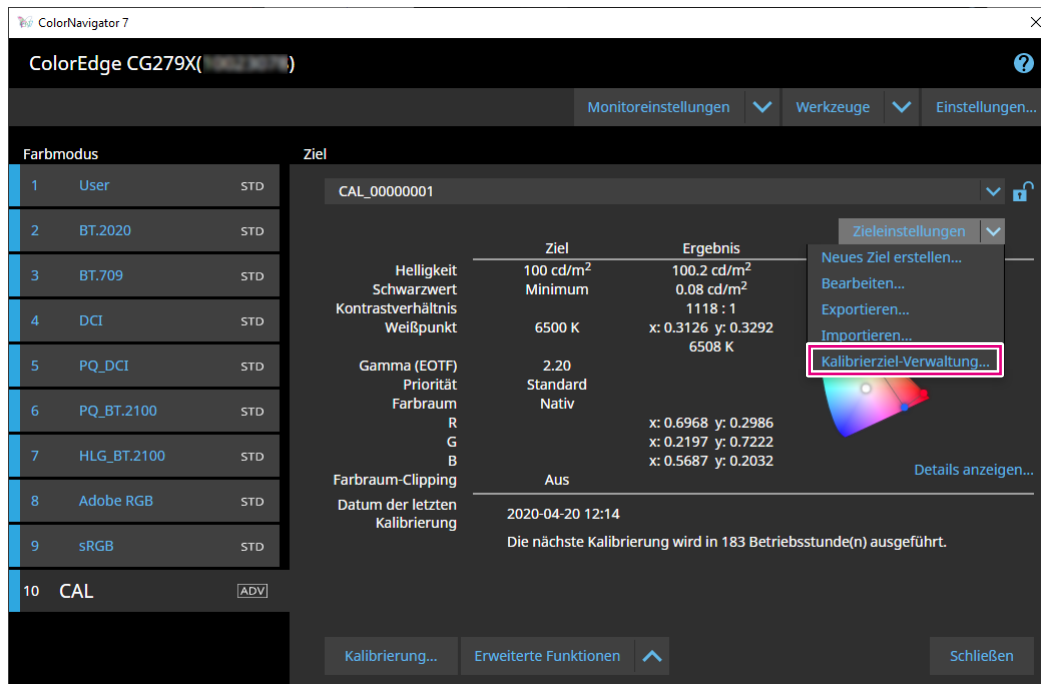 ColorNavigator 7
ColorEdge CG279X( )
Monitoreinstellungen
Werkzeuge
Einstellungen...
Farbmodus
1 User STD
2 BT.2020 STD
3 BT.709 STD
4 DCI STD
5 PQ_DCI STD
6 PQ_BT.2100 STD
7 HLG_BT.2100 STD
8 Adobe RGB STD
9 sRGB STD
10 CAL ADV
Ziel
CAL_00000001
Zieleinstellungen
Neues Ziel erstellen...
Bearbeiten...
Exportieren...
Importieren...
Kalibrierziel-Verwaltung...
Ziel Ergebnis
Helligkeit 100 cd/m² 100.2 cd/m²
Schwarzwert Minimum 0.08 cd/m²
Kontrastverhältnis 1118 : 1
Weißpunkt 6500 K x: 0.3126 y: 0.3292
6508 K
Gamma (EOTF) 2.20
Priorität Standard
Farbraum Nativ
R x: 0.6968 y: 0.2986
G x: 0.2197 y: 0.7222
B x: 0.5687 y: 0.2032
Farbraum-Clipping Aus
Details anzeigen...
Datum der letzten
Kalibrierung
2020-04-20 12:14
Die nächste Kalibrierung wird in 183 Betriebsstunde(n) ausgeführt.
Kalibrierung...
Erweiterte Funktionen
Schließen